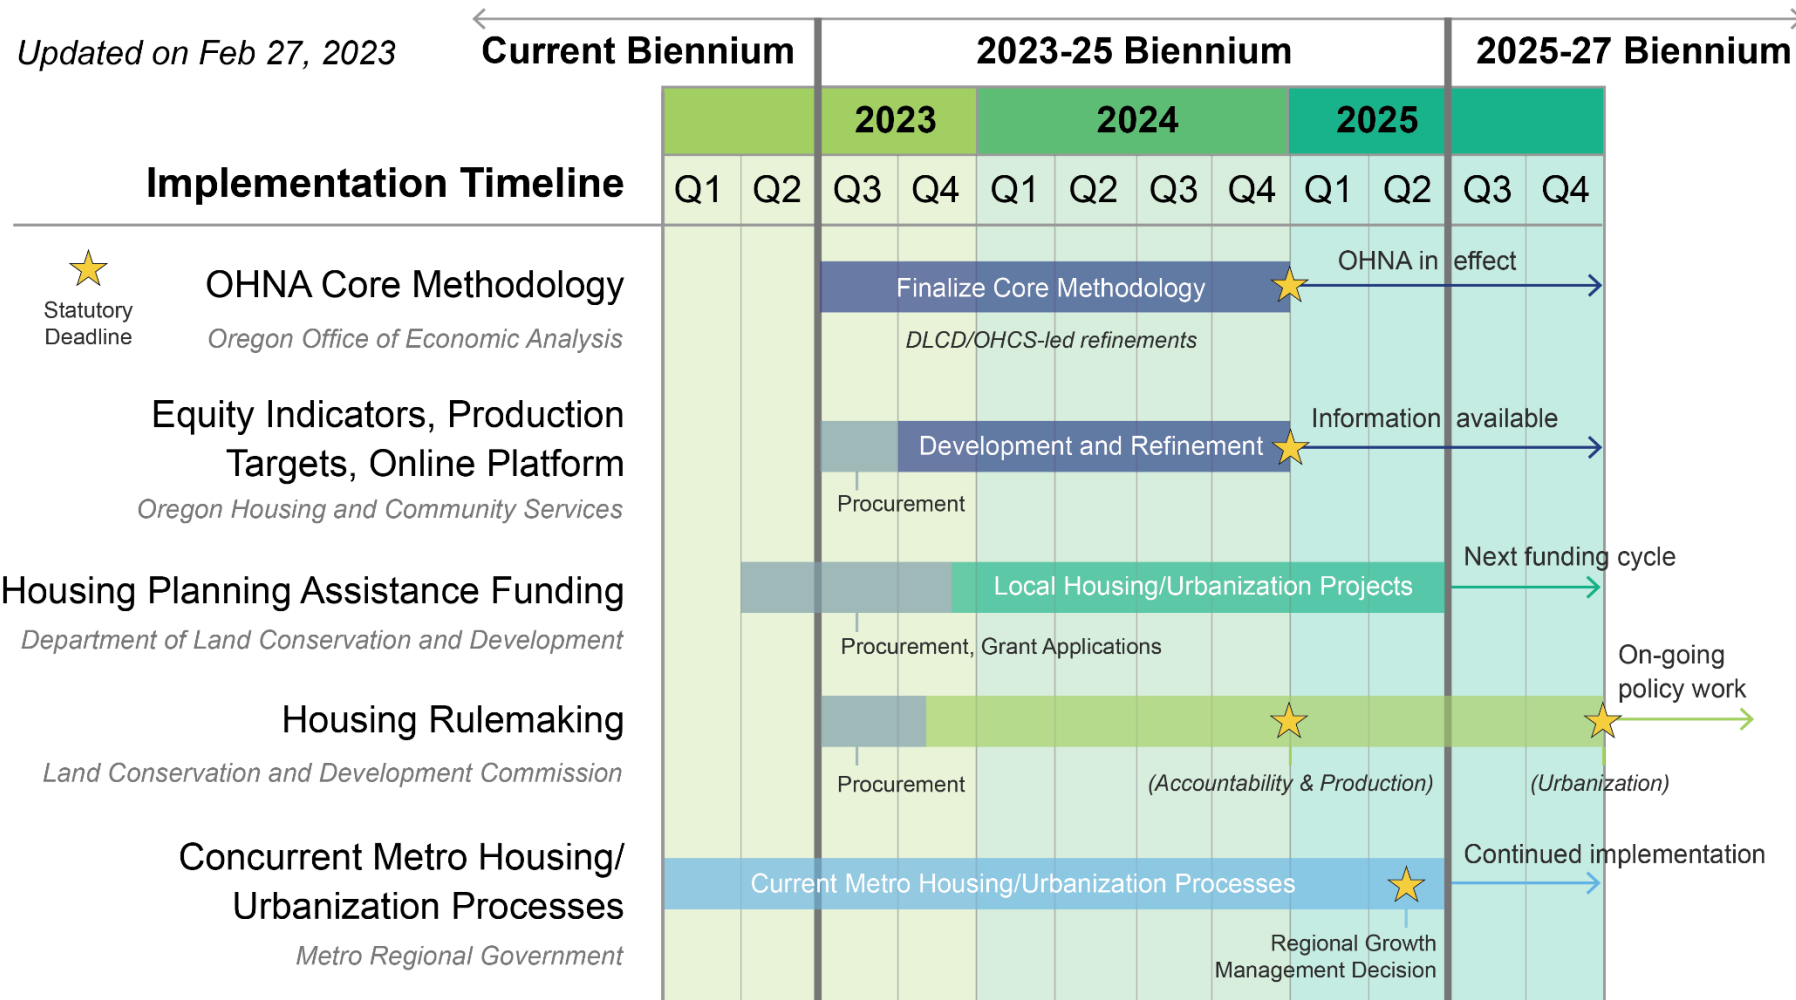 Updated on Feb 27, 2023
Current Biennium
2023-25 Biennium
2025-27 Biennium
2023
2024
2025
Implementation Timeline
Q1 Q2 Q3 Q4 Q1 Q2 Q3 Q4 Q1 Q2 Q3 Q4
Statutory
Deadline
OHNA Core Methodology
Oregon Office of Economic Analysis
Finalize Core Methodology
DLCD/OHCS-led refinements
OHNA in effect
Equity Indicators, Production
Targets, Online Platform
Oregon Housing and Community Services
Development and Refinement
Procurement
Information available
Housing Planning Assistance Funding
Department of Land Conservation and Development
Local Housing/Urbanization Projects
Procurement, Grant Applications
Next funding cycle
Housing Rulemaking
Land Conservation and Development Commission
Procurement
(Accountability & Production)
(Urbanization)
On-going
policy work
Concurrent Metro Housing/
Urbanization Processes
Metro Regional Government
Current Metro Housing/Urbanization Processes
Regional Growth
Management Decision
Continued implementation